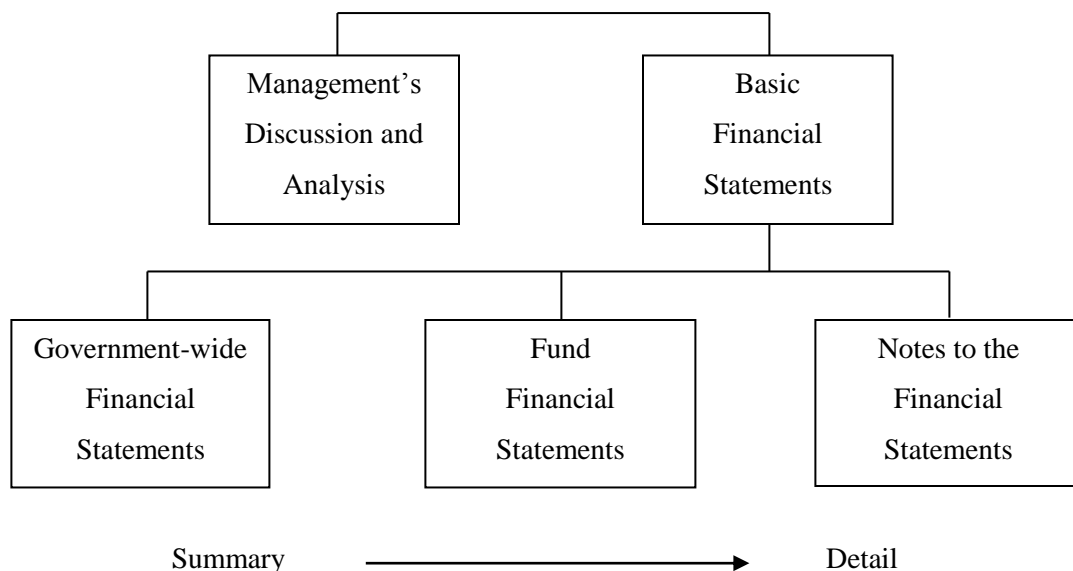 Management’s
Discussion and
Analysis
Basic
Financial
Statements
Government-wide
Financial
Statements
Fund
Financial
Statements
Notes to the
Financial
Statements
Summary
Detail